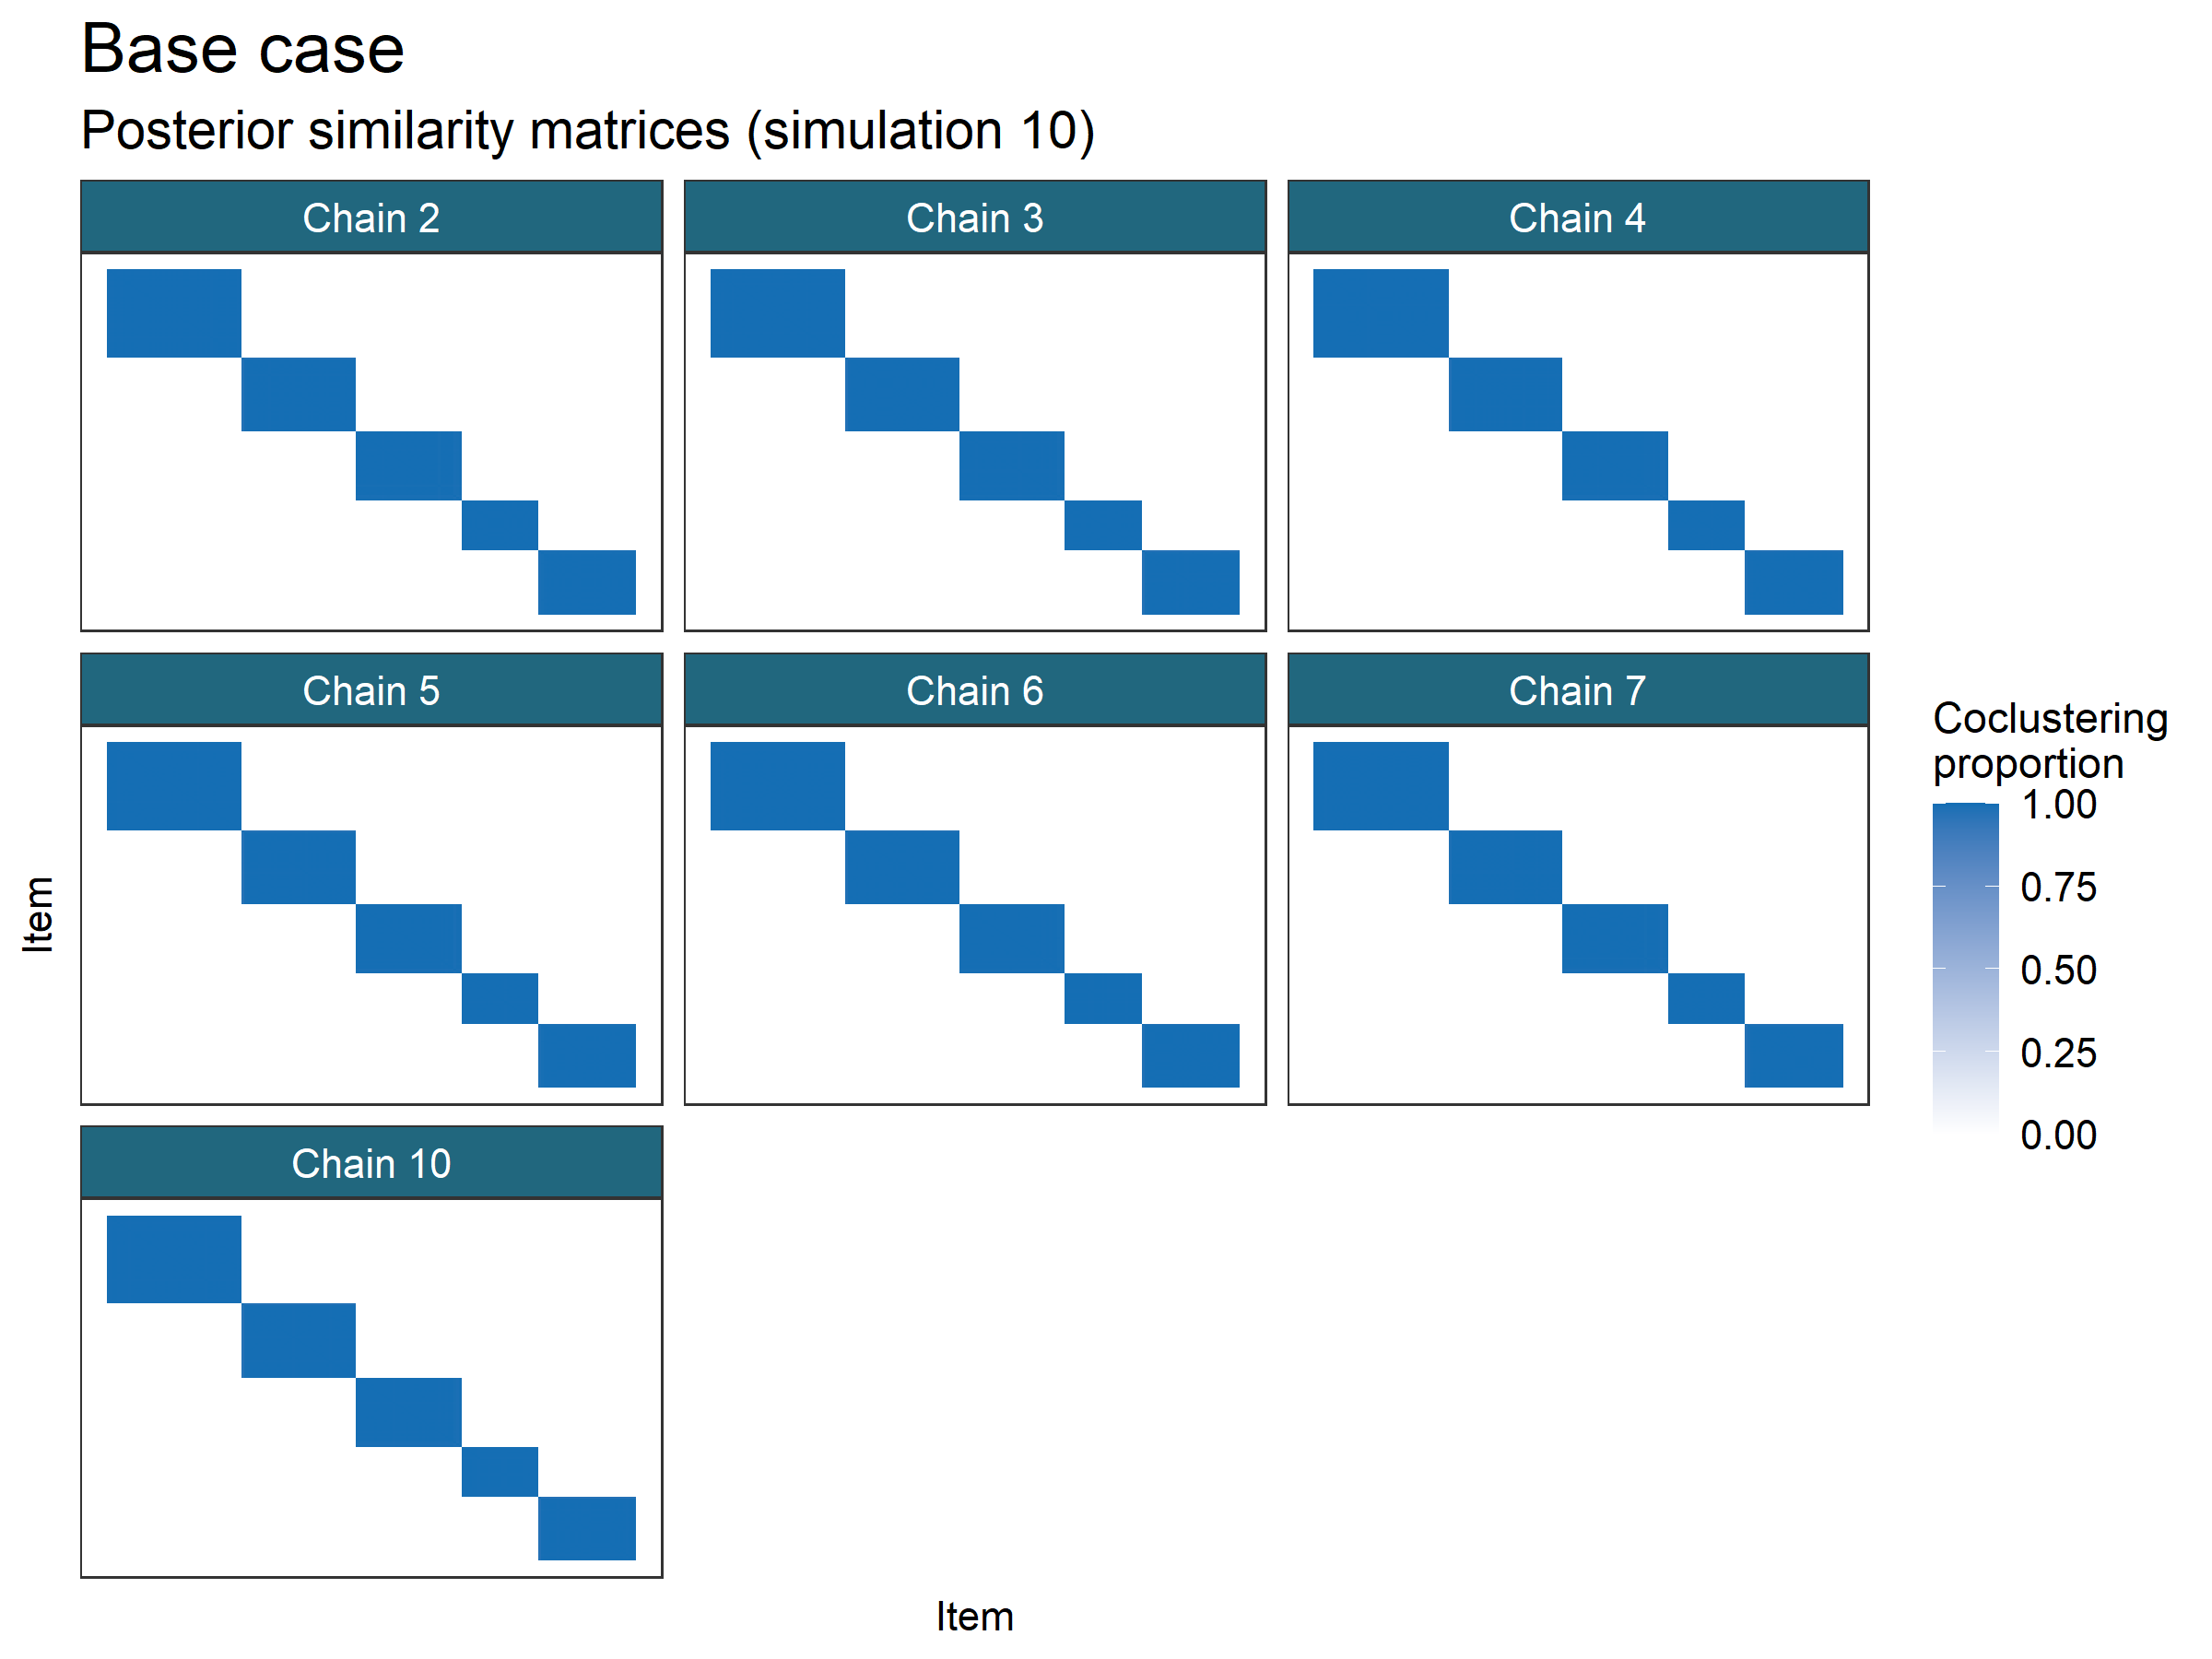 Base case
Posterior similarity matrices (simulation 10)
Chain 2
Chain 3
Chain 4
Chain 5
Chain 6
Chain 7
Chain 10
Item
Item
Coclustering
proportion
1.00
0.75
0.50
0.25
0.00